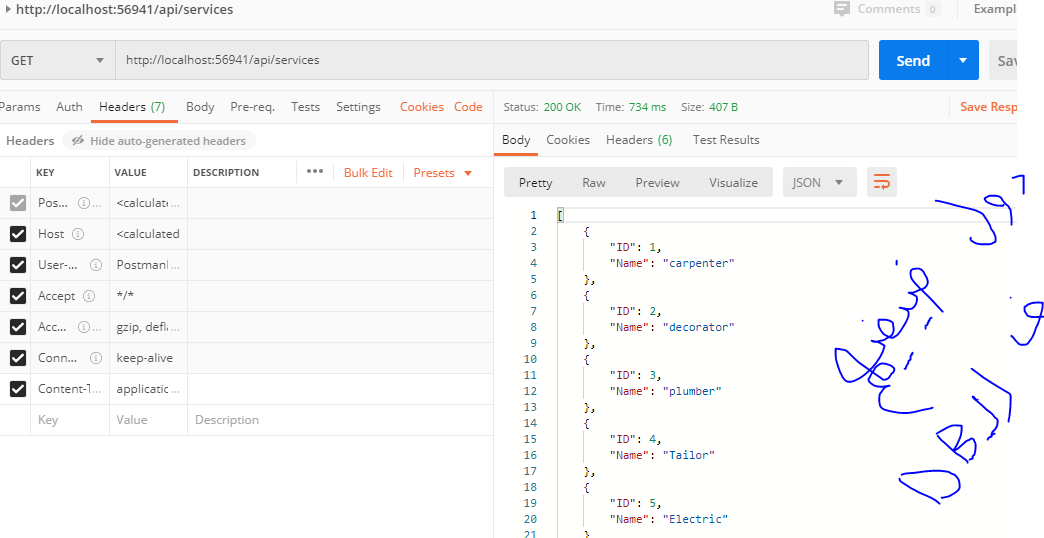 http://localhost:56941/api/services
Comments 0
Exampl
GET
http://localhost:56941/api/services
Send
Sav
Params Auth Headers (7) Body Pre-req. Tests Settings Cookies Code
Status: 200 OK Time: 734 ms Size: 407 B
Save Resp
Headers
Hide auto-generated headers
Body Cookies Headers (6) Test Results
KEY VALUE DESCRIPTION ••• Bulk Edit Presets
Pretty Raw Preview Visualize JSON
Pos... <calculate...
Host <calculated
User-... PostmanI...
Accept */*
Acc... gzip, defla...
Conn... keep-alive
Content-T... applicatic...
Key Value Description
1 [
2 {
3 "ID": 1,
4 "Name": "carpenter"
5 },
6 {
7 "ID": 2,
8 "Name": "decorator"
9 },
10 {
11 "ID": 3,
12 "Name": "plumber"
13 },
14 {
15 "ID": 4,
16 "Name": "Tailor"
17 },
18 {
19 "ID": 5,
20 "Name": "Electric"
21 }